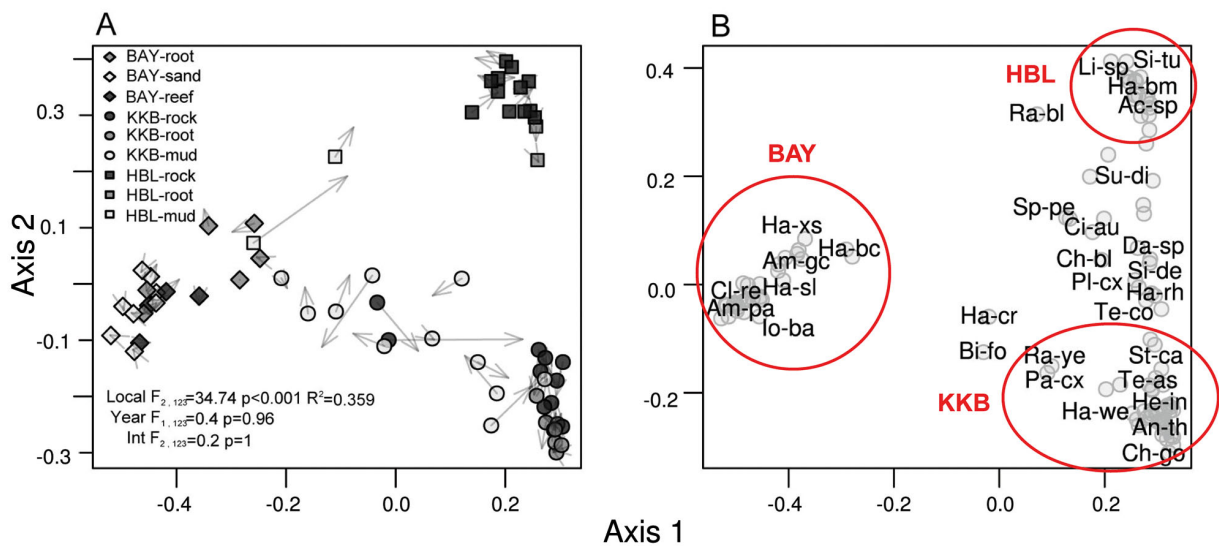 A
BAY-root
BAY-sand
BAY-reef
KKB-rock
KKB-root
KKB-mud
HBL-rock
HBL-root
HBL-mud
Local F2,123=34.74 p<0.001 R²=0.359
Year F1,123=0.4 p=0.96
Int F2,123=0.2 p=1
Axis 2
0.3
0.1
-0.1
-0.3
-0.4
-0.2
0.0
0.2
Axis 1
B
0.4
0.2
0.0
-0.2
HBL
Li-sp
Si-tu
Ha-bm
Ac-sp
Ra-bl
BAY
Su-di
Sp-pe
Ci-au
Ha-xs
Ha-bc
Am-gc
Da-sp
Ch-bl
Si-de
Pl-cx
Ha-rh
Cl-re
Ha-sl
Am-pa
Te-co
Io-ba
Ha-cr
Bi-fo
Ra-ye
St-ca
Pa-cx
Te-as
KKB
Ha-we
He-in
An-th
Ch-go
-0.4
-0.2
0.0
0.2